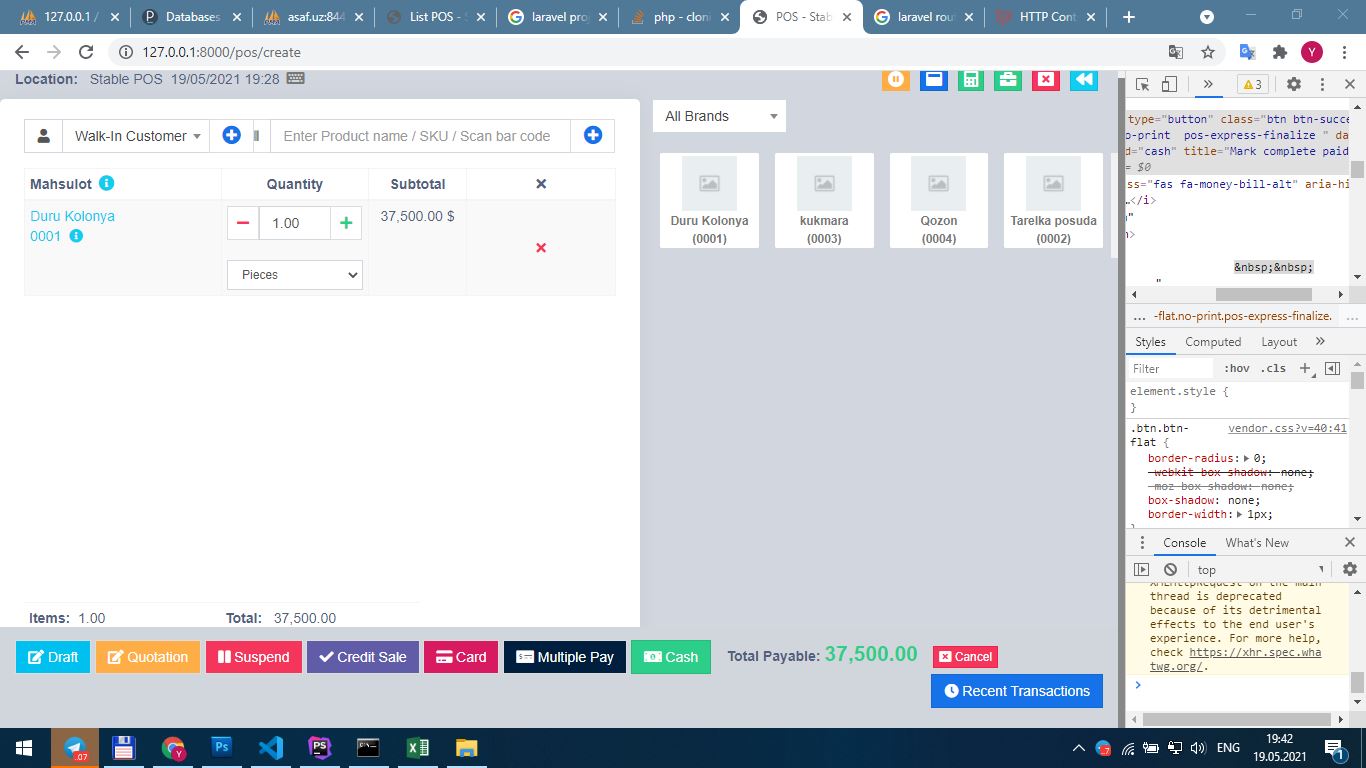 127.0.0.1 /
Databases
asaf.uz:844
List POS - S
laravel pro
php - cloni
POS - Stab
laravel rou
HTTP Cont
127.0.0.1:8000/pos/create
Y
Location: Stable POS 19/05/2021 19:28
3
Walk-In Customer
Enter Product name / SKU / Scan bar code
All Brands
Mahsulot
Quantity
Subtotal
Duru Kolonya
0001
1.00
37,500.00 $
Pieces
Duru Kolonya
(0001)
kukmara
(0003)
Qozon
(0004)
Tarelka posuda
(0002)
type="button" class="btn btn-succe
o-print pos-express-finalize " da
d="cash" title="Mark complete paid
= $0
ss="fas fa-money-bill-alt" aria-hi
…</i>
"
>
&nbsp;&nbsp;
"
... -flat.no-print.pos-express-finalize. ...
Styles Computed Layout »
Filter :hov .cls +
element.style {
}
.btn.btn-
flat {
vendor.css?v=40:41
border-radius: 0;
-webkit-box-shadow: none;
-moz-box-shadow: none;
box-shadow: none;
border-width: 1px;
}
Console What's New
top
XMLHttpRequest on the main
thread is deprecated
because of its detrimental
effects to the end user's
experience. For more help,
check https://xhr.spec.wha
twg.org/.
Items: 1.00 Total: 37,500.00
Draft
Quotation
Suspend
Credit Sale
Card
Multiple Pay
Cash
Total Payable: 37,500.00
Cancel
Recent Transactions
.07
Y
Ps
PS
ENG
19:42
19.05.2021
1